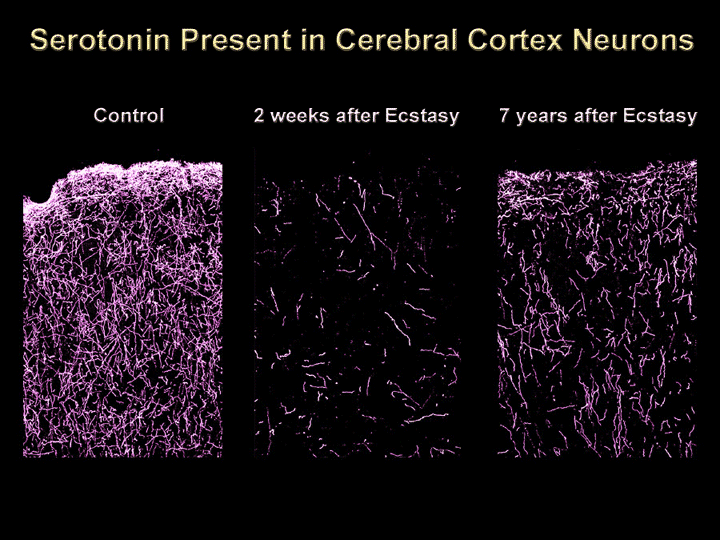 Serotonin Present in Cerebral Cortex Neurons
Control
2 weeks after Ecstasy
7 years after Ecstasy